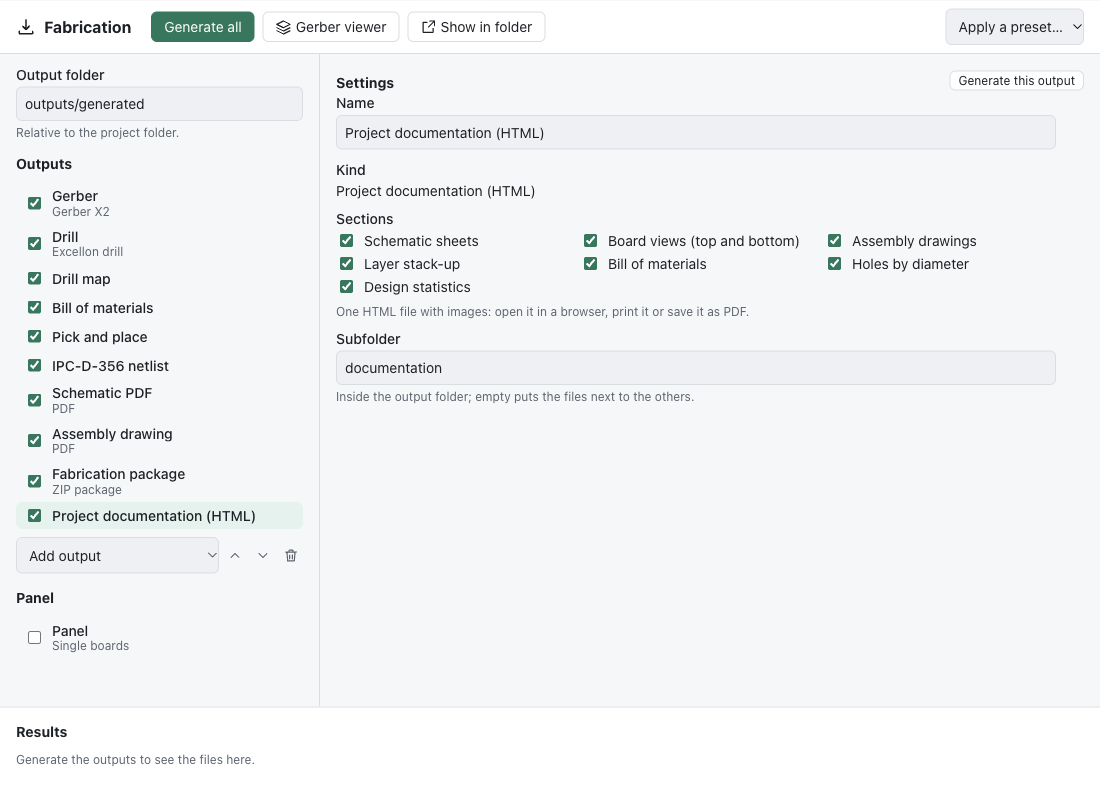 Fabrication
Generate all
Gerber viewer
Show in folder
Apply a preset...
Output folder
outputs/generated
Relative to the project folder.
Outputs
Gerber
Gerber X2
Drill
Excellon drill
Drill map
Bill of materials
Pick and place
IPC-D-356 netlist
Schematic PDF
PDF
Assembly drawing
PDF
Fabrication package
ZIP package
Project documentation (HTML)
Add output
Panel
Panel
Single boards
Settings
Generate this output
Name
Project documentation (HTML)
Kind
Project documentation (HTML)
Sections
Schematic sheets
Board views (top and bottom)
Assembly drawings
Layer stack-up
Bill of materials
Holes by diameter
Design statistics
One HTML file with images: open it in a browser, print it or save it as PDF.
Subfolder
documentation
Inside the output folder; empty puts the files next to the others.
Results
Generate the outputs to see the files here.